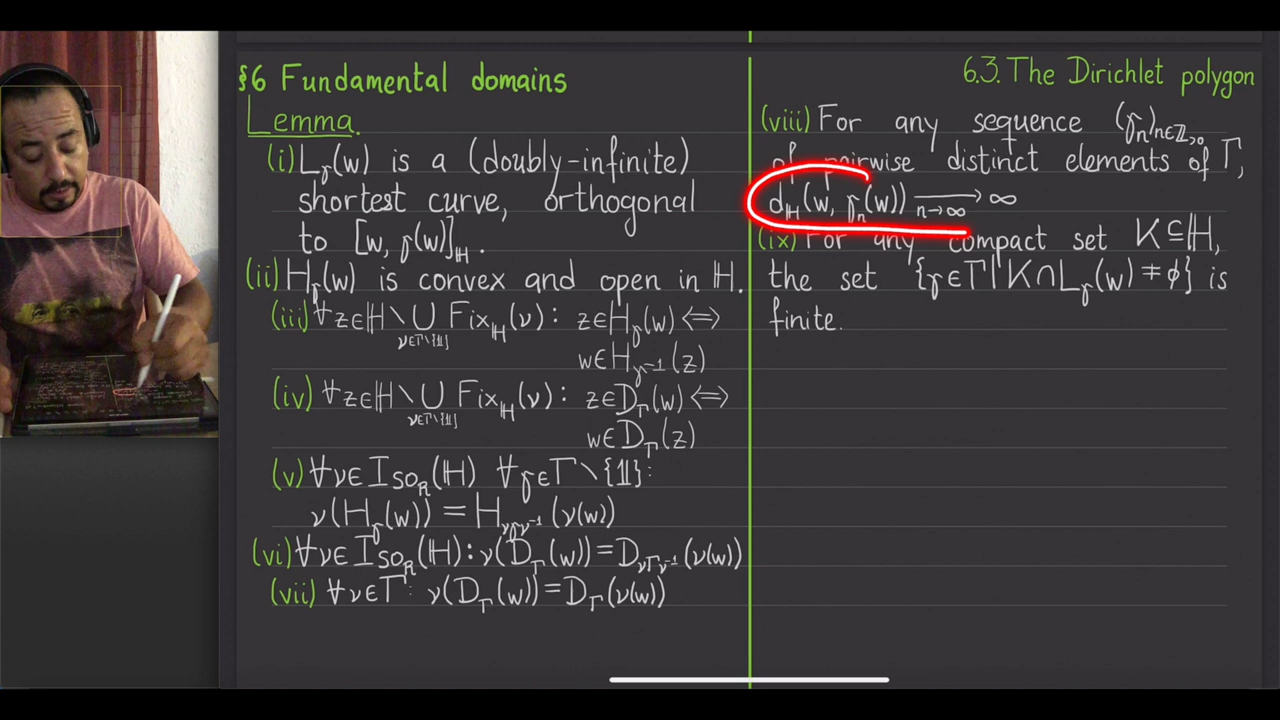 §6 Fundamental domains
Lemma.
(i) L_γ(w) is a (doubly-infinite)
shortest curve, orthogonal
to [w, γ(w)]_ℍ.
(ii) H_γ(w) is convex and open in ℍ.
(iii) ∀z∈ℍ∖⋃_{ν∈Γ∖{𝟙}} Fix_ℍ(ν): z∈H_γ(w) ⇔
w∈H_{γ⁻¹}(z)
(iv) ∀z∈ℍ∖⋃_{ν∈Γ∖{𝟙}} Fix_ℍ(ν): z∈D_Γ(w) ⇔
w∈D_Γ(z)
(v) ∀ν∈Iso_R(ℍ) ∀γ∈Γ∖{𝟙}:
ν(H_γ(w)) = H_{νγν⁻¹}(ν(w))
(vi) ∀ν∈Iso_R(ℍ): ν(D_Γ(w)) = D_{νΓν⁻¹}(ν(w))
(vii) ∀ν∈Γ: ν(D_Γ(w)) = D_Γ(ν(w))
6.3. The Dirichlet polygon
(viii) For any sequence (γ_n)_{n∈ℤ_{>0}}
of pairwise distinct elements of Γ,
d_ℍ(w, γ_n(w)) ⟶_{n→∞} ∞
(ix) For any compact set K⊆ℍ,
the set {γ∈Γ | K∩L_γ(w) ≠ ∅} is
finite.